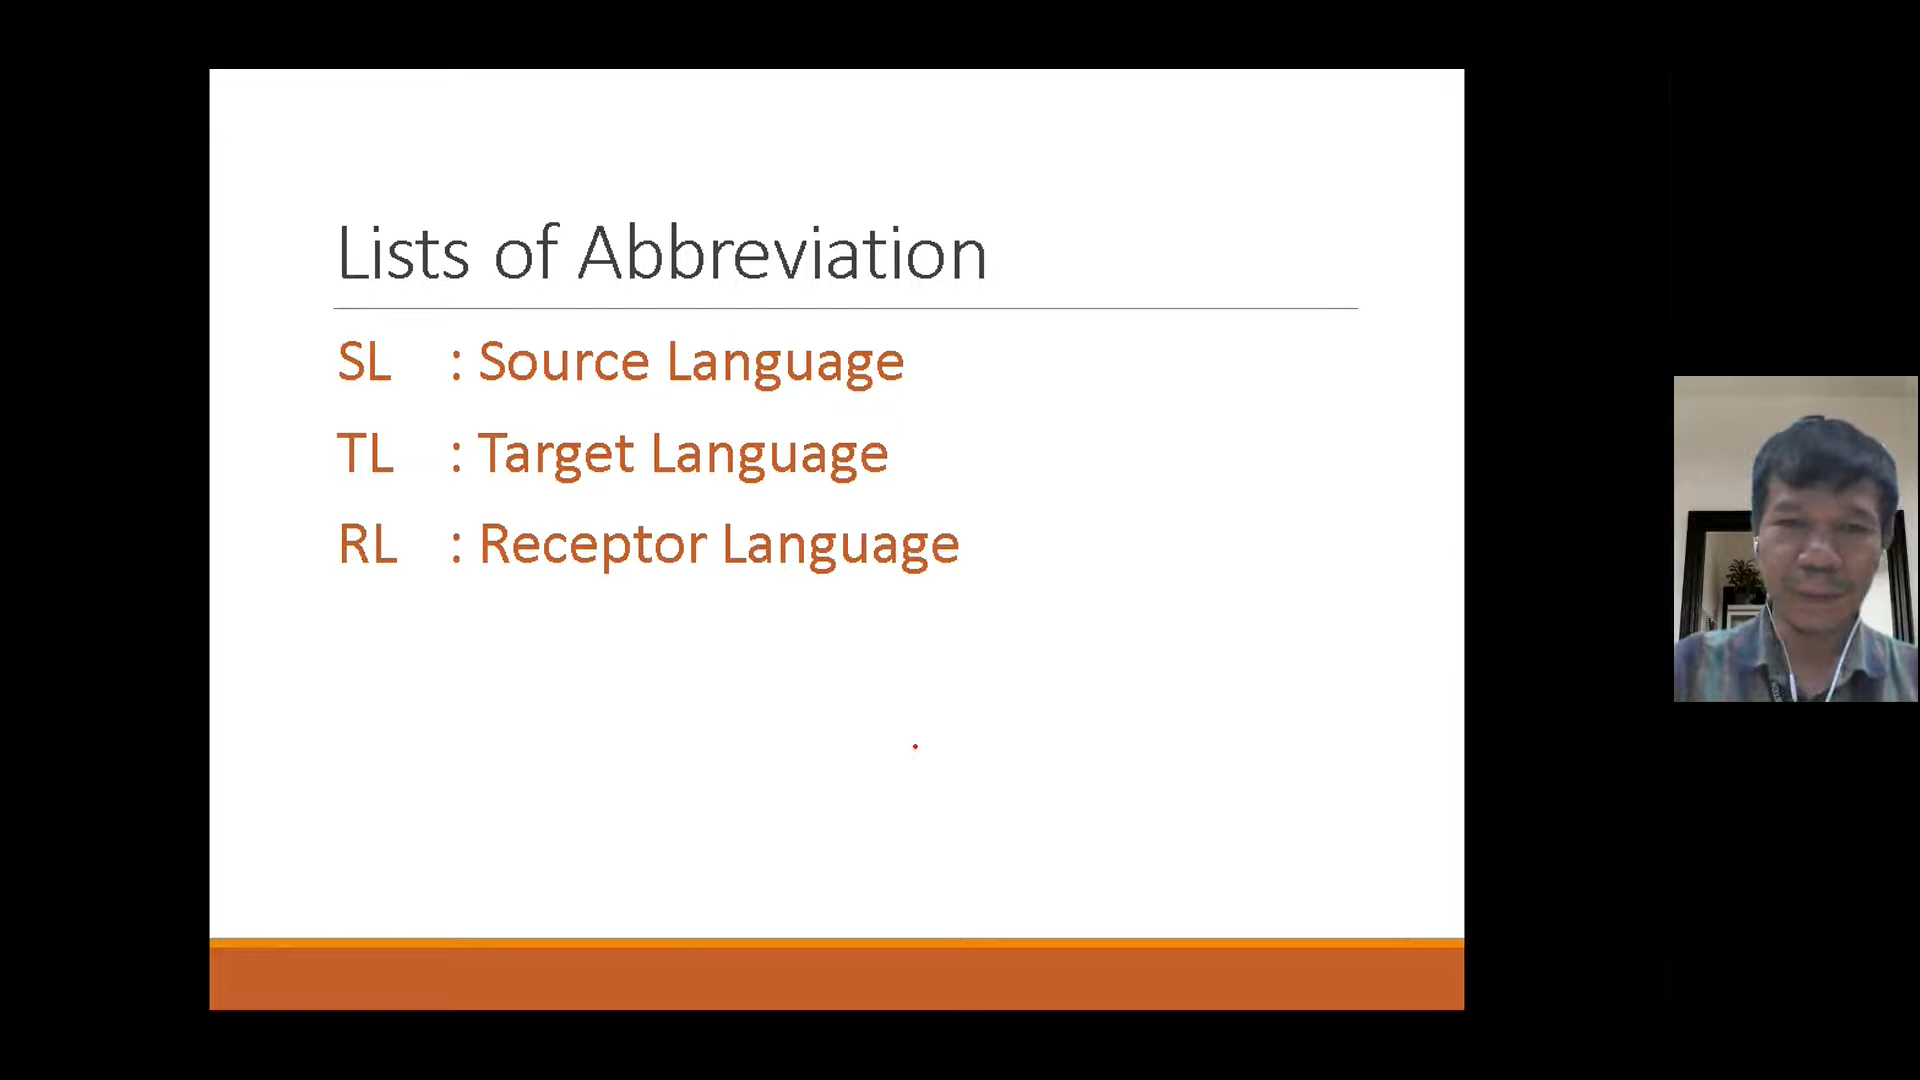 Lists of Abbreviation
SL : Source Language
TL : Target Language
RL : Receptor Language